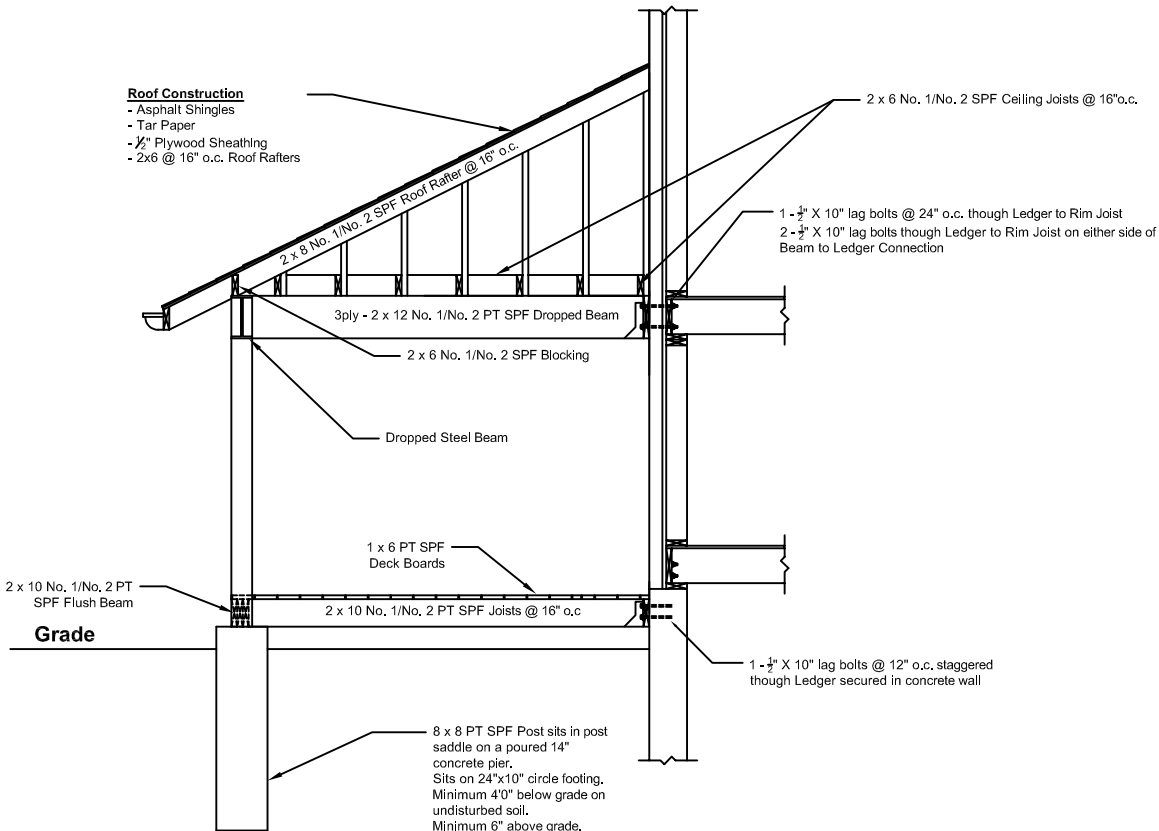 Roof Construction
- Asphalt Shingles
- Tar Paper
- ½" Plywood Sheathing
- 2x6 @ 16" o.c. Roof Rafters
2 x 8 No. 1/No. 2 SPF Roof Rafter @ 16" o.c.
2 x 6 No. 1/No. 2 SPF Ceiling Joists @ 16"o.c.
1 - ½" X 10" lag bolts @ 24" o.c. though Ledger to Rim Joist
2 - ½" X 10" lag bolts though Ledger to Rim Joist on either side of
Beam to Ledger Connection
3ply - 2 x 12 No. 1/No. 2 PT SPF Dropped Beam
2 x 6 No. 1/No. 2 SPF Blocking
Dropped Steel Beam
1 x 6 PT SPF
Deck Boards
2 x 10 No. 1/No. 2 PT
SPF Flush Beam
2 x 10 No. 1/No. 2 PT SPF Joists @ 16" o.c
Grade
1 - ½" X 10" lag bolts @ 12" o.c. staggered
though Ledger secured in concrete wall
8 x 8 PT SPF Post sits in post
saddle on a poured 14"
concrete pier.
Sits on 24"x10" circle footing.
Minimum 4'0" below grade on
undisturbed soil.
Minimum 6" above grade.